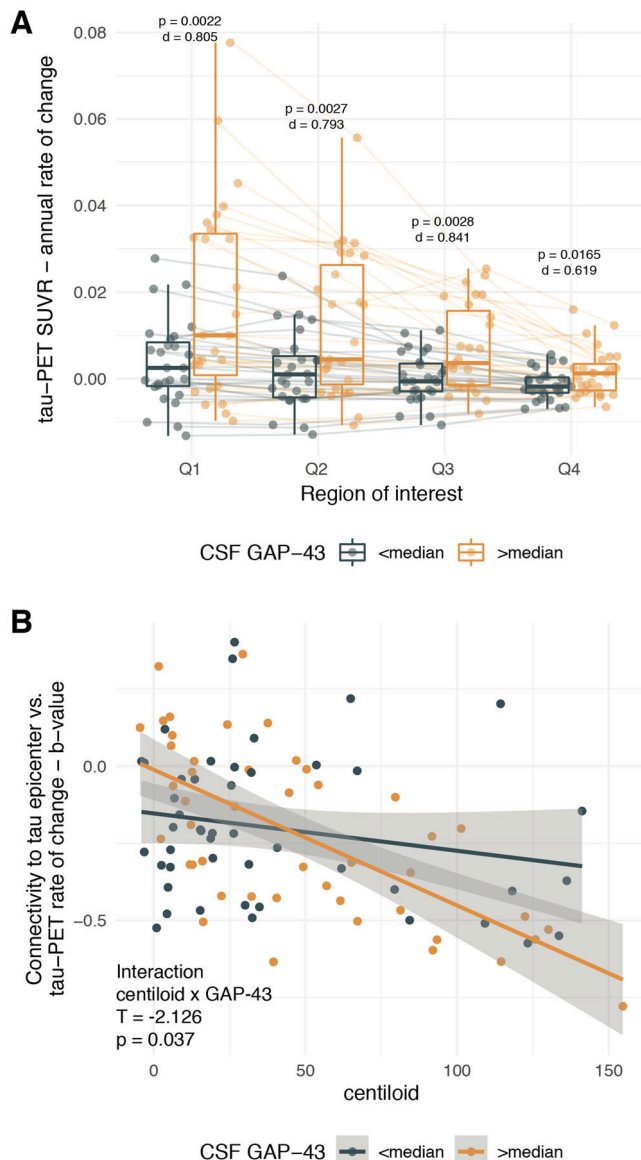 A
tau−PET SUVR − annual rate of change
0.08
0.06
0.04
0.02
0.00
p = 0.0022
d = 0.805
p = 0.0027
d = 0.793
p = 0.0028
d = 0.841
p = 0.0165
d = 0.619
Q1 Q2 Q3 Q4
Region of interest
CSF GAP−43 <median >median
B
Connectivity to tau epicenter vs.
tau−PET rate of change − b−value
0.0
−0.5
Interaction
centiloid x GAP-43
T = -2.126
p = 0.037
0 50 100 150
centiloid
CSF GAP−43 <median >median